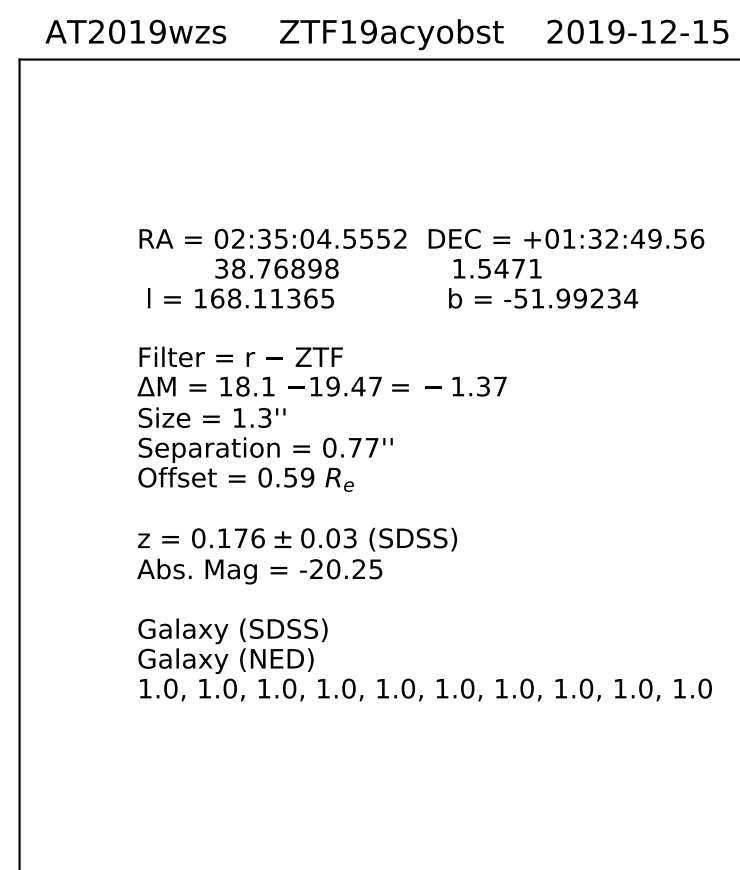 AT2019wzs ZTF19acyobst 2019-12-15
RA = 02:35:04.5552 DEC = +01:32:49.56
38.76898 1.5471
l = 168.11365 b = -51.99234
Filter = r − ZTF
ΔM = 18.1 −19.47 = − 1.37
Size = 1.3''
Separation = 0.77''
Offset = 0.59 Rₑ
z = 0.176 ± 0.03 (SDSS)
Abs. Mag = -20.25
Galaxy (SDSS)
Galaxy (NED)
1.0, 1.0, 1.0, 1.0, 1.0, 1.0, 1.0, 1.0, 1.0, 1.0